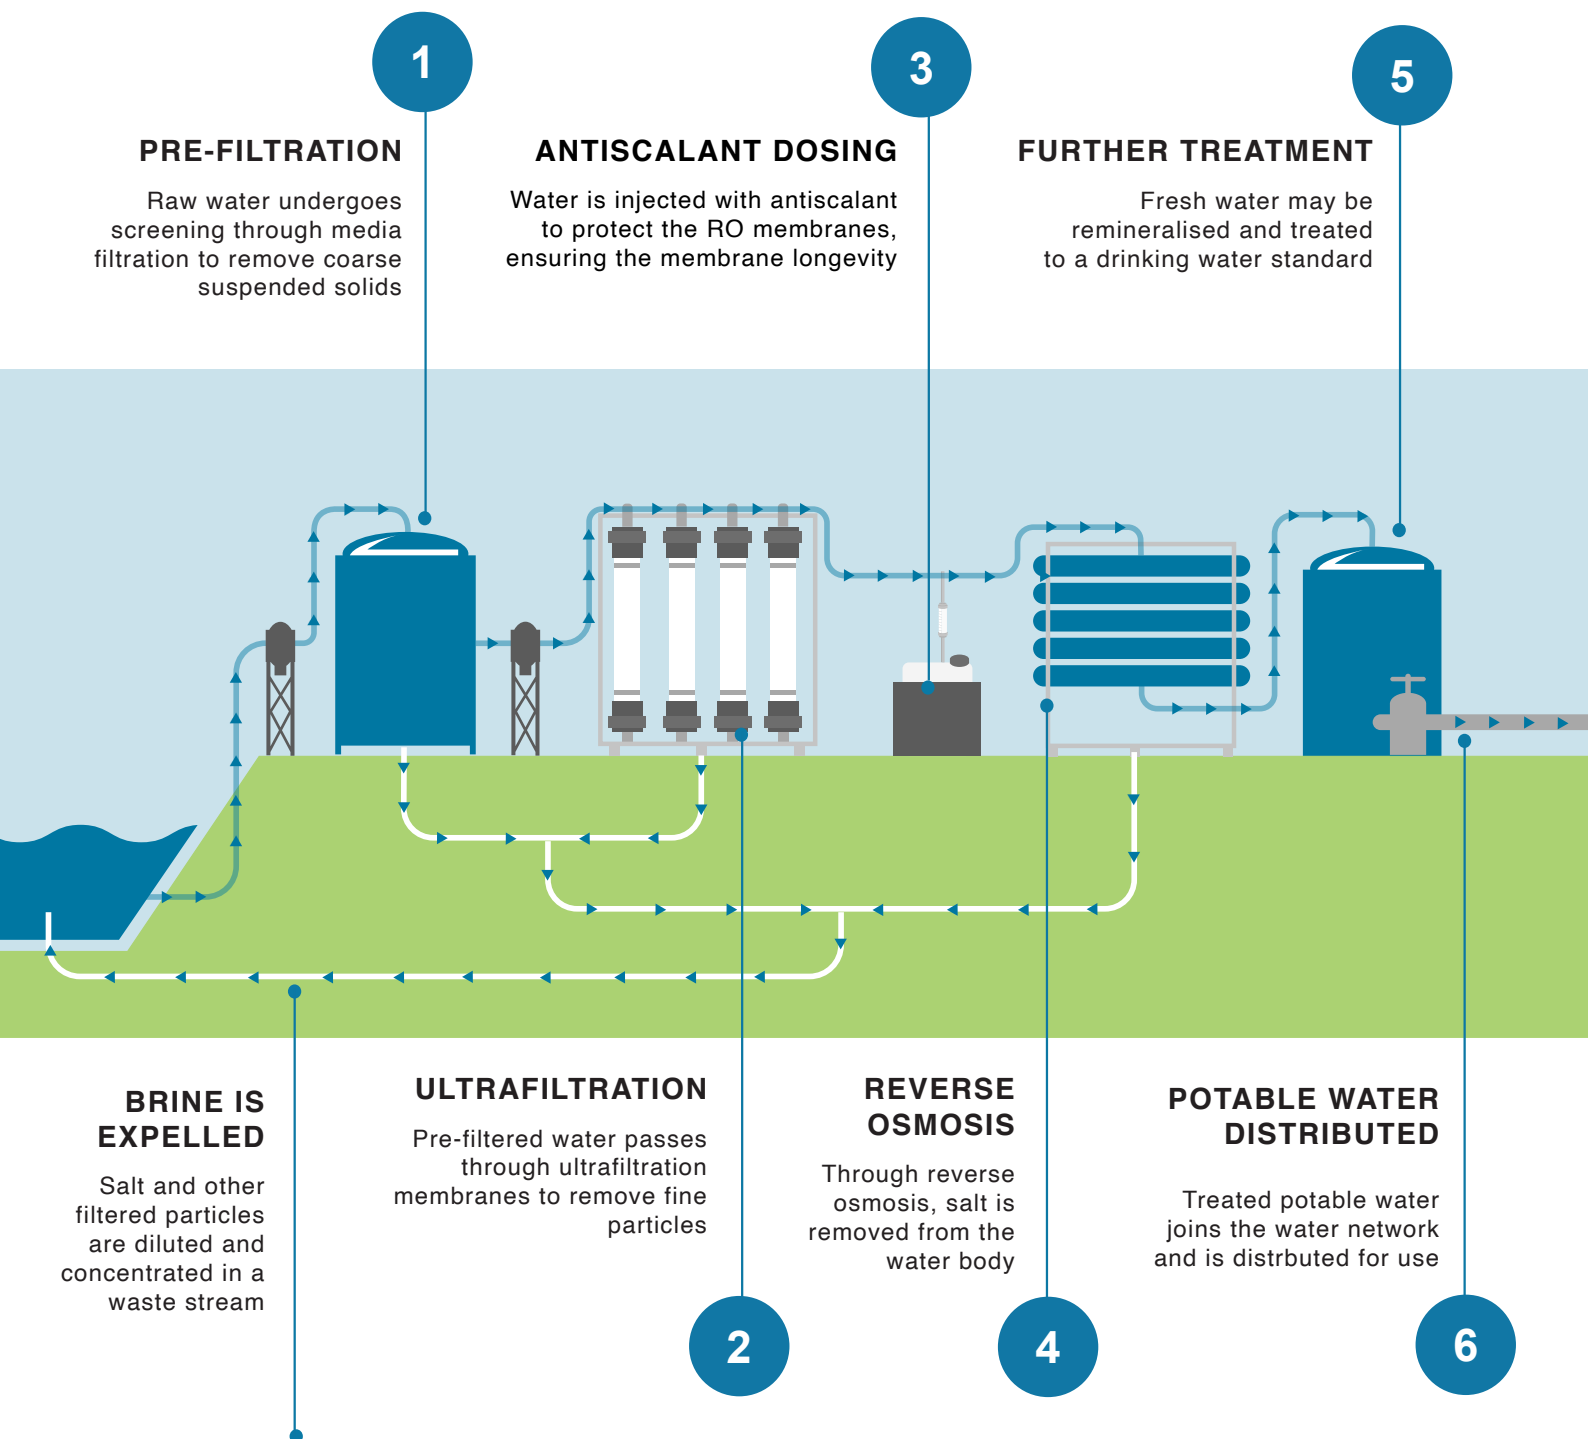 1
PRE-FILTRATION
Raw water undergoes
screening through media
filtration to remove coarse
suspended solids
3
ANTISCALANT DOSING
Water is injected with antiscalant
to protect the RO membranes,
ensuring the membrane longevity
5
FURTHER TREATMENT
Fresh water may be
remineralised and treated
to a drinking water standard
BRINE IS
EXPELLED
Salt and other
filtered particles
are diluted and
concentrated in a
waste stream
ULTRAFILTRATION
Pre-filtered water passes
through ultrafiltration
membranes to remove fine
particles
2
REVERSE
OSMOSIS
Through reverse
osmosis, salt is
removed from the
water body
4
POTABLE WATER
DISTRIBUTED
Treated potable water
joins the water network
and is distrbuted for use
6